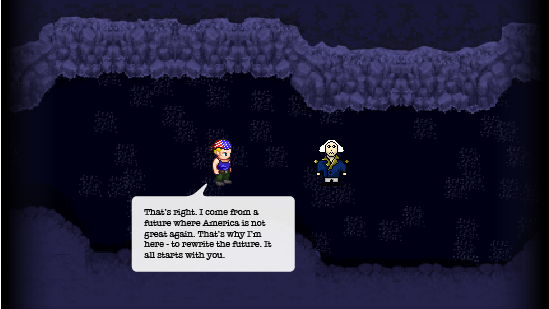 That's right. I come from a
future where America is not
great again. That's why I'm
here - to rewrite the future. It
all starts with you.